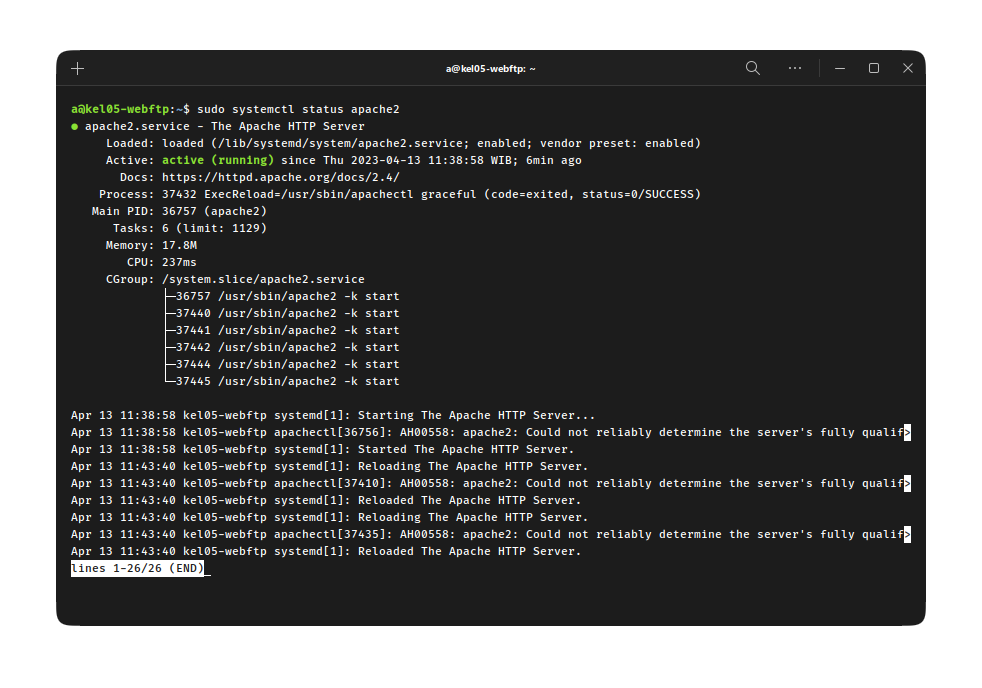 a@kel05-webftp: ~
a@kel05-webftp:~$ sudo systemctl status apache2
● apache2.service - The Apache HTTP Server
     Loaded: loaded (/lib/systemd/system/apache2.service; enabled; vendor preset: enabled)
     Active: active (running) since Thu 2023-04-13 11:38:58 WIB; 6min ago
       Docs: https://httpd.apache.org/docs/2.4/
    Process: 37432 ExecReload=/usr/sbin/apachectl graceful (code=exited, status=0/SUCCESS)
   Main PID: 36757 (apache2)
      Tasks: 6 (limit: 1129)
     Memory: 17.8M
        CPU: 237ms
     CGroup: /system.slice/apache2.service
             ├─36757 /usr/sbin/apache2 -k start
             ├─37440 /usr/sbin/apache2 -k start
             ├─37441 /usr/sbin/apache2 -k start
             ├─37442 /usr/sbin/apache2 -k start
             ├─37444 /usr/sbin/apache2 -k start
             └─37445 /usr/sbin/apache2 -k start
Apr 13 11:38:58 kel05-webftp systemd[1]: Starting The Apache HTTP Server...
Apr 13 11:38:58 kel05-webftp apachectl[36756]: AH00558: apache2: Could not reliably determine the server's fully qualif>
Apr 13 11:38:58 kel05-webftp systemd[1]: Started The Apache HTTP Server.
Apr 13 11:43:40 kel05-webftp systemd[1]: Reloading The Apache HTTP Server.
Apr 13 11:43:40 kel05-webftp apachectl[37410]: AH00558: apache2: Could not reliably determine the server's fully qualif>
Apr 13 11:43:40 kel05-webftp systemd[1]: Reloaded The Apache HTTP Server.
Apr 13 11:43:40 kel05-webftp systemd[1]: Reloading The Apache HTTP Server.
Apr 13 11:43:40 kel05-webftp apachectl[37435]: AH00558: apache2: Could not reliably determine the server's fully qualif>
Apr 13 11:43:40 kel05-webftp systemd[1]: Reloaded The Apache HTTP Server.
lines 1-26/26 (END)